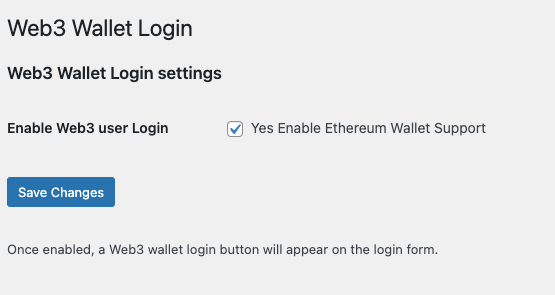 Web3 Wallet Login
Web3 Wallet Login settings
Enable Web3 user Login Yes Enable Ethereum Wallet Support
Save Changes
Once enabled, a Web3 wallet login button will appear on the login form.